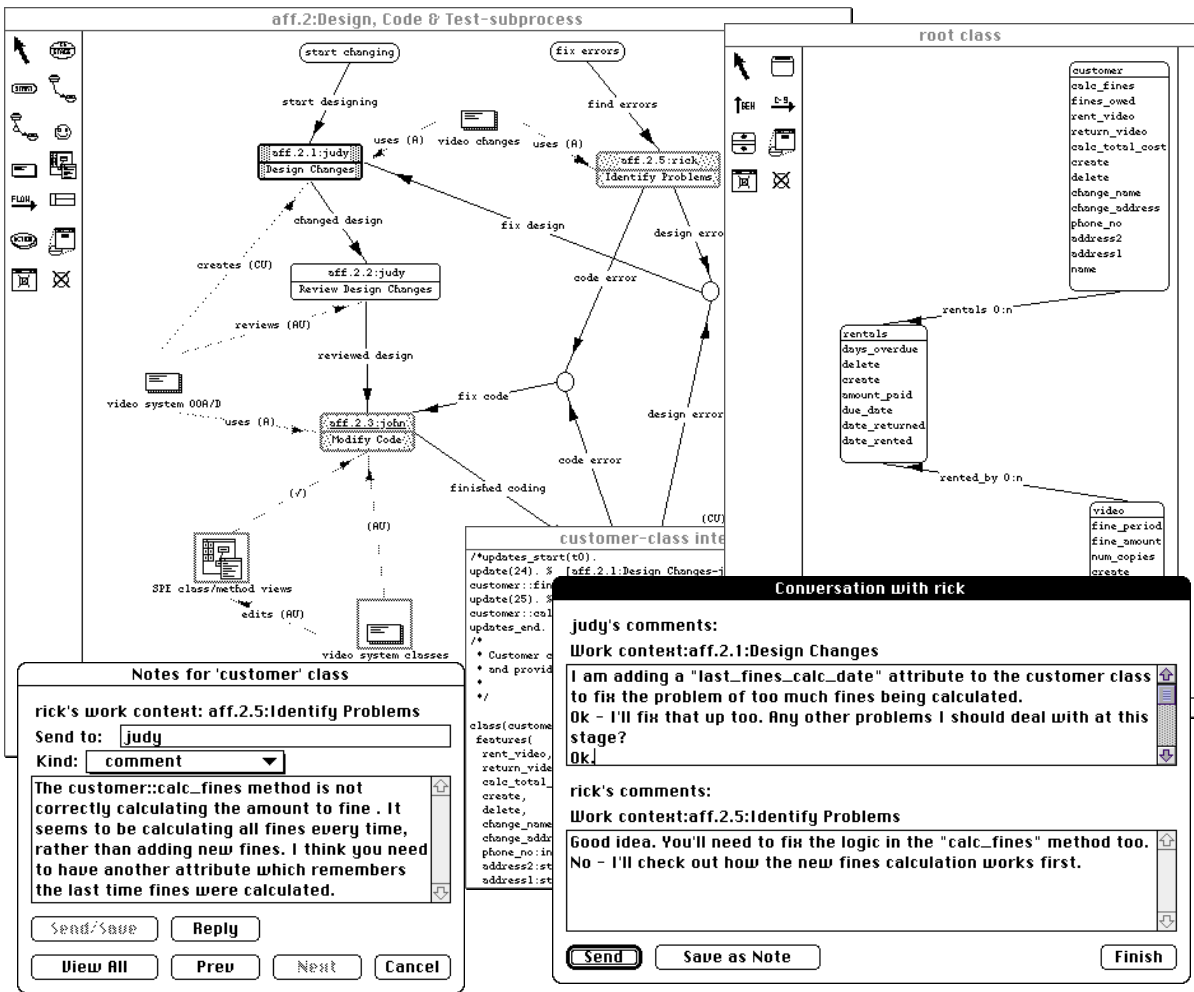 aff.2:Design, Code & Test-subprocess
start changing
fix errors
start designing
find errors
uses (A)
video changes
uses (A)
aff.2.1:judy
Design Changes
aff.2.5:rick
Identify Problems
changed design
fix design
design erro
creates (CU)
code error
aff.2.2:judy
Review Design Changes
reviews (AU)
reviewed design
video system OOA/D
fix code
uses (A)
aff.2.3:john
Modify Code
design error
code error
finished coding
(√)
(AU)
(CU)
SPE class/method views
edits (AU)
video system classes
START
FLOW
root class
customer
calc_fines
fines_owed
rent_video
return_video
calc_total_cost
create
delete
change_name
change_address
phone_no
address2
address1
name
rentals 0:n
rentals
days_overdue
delete
create
amount_paid
due_date
date_returned
date_rented
rented_by 0:n
video
fine_period
fine_amount
num_copies
create
customer-class inte
/*updates_start(t0).
update(24). % [aff.2.1:Design Changes-j
customer::fin
update(25). %
customer::cal
updates_end.
/*
* Customer c
* and provid
*
*/
class(custome
features(
rent_video,
return_vide
calc_total_
create,
delete,
change_name
change_addr
phone_no:in
address2:st
address1:st
Notes for 'customer' class
rick's work context: aff.2.5:Identify Problems
Send to: judy
Kind: comment
The customer::calc_fines method is not
correctly calculating the amount to fine . It
seems to be calculating all fines every time,
rather than adding new fines. I think you need
to have another attribute which remembers
the last time fines were calculated.
Send/Save Reply
View All Prev Next Cancel
Conversation with rick
judy's comments:
Work context:aff.2.1:Design Changes
I am adding a "last_fines_calc_date" attribute to the customer class
to fix the problem of too much fines being calculated.
Ok - I'll fix that up too. Any other problems I should deal with at this
stage?
Ok.
rick's comments:
Work context:aff.2.5:Identify Problems
Good idea. You'll need to fix the logic in the "calc_fines" method too.
No - I'll check out how the new fines calculation works first.
Send Save as Note Finish